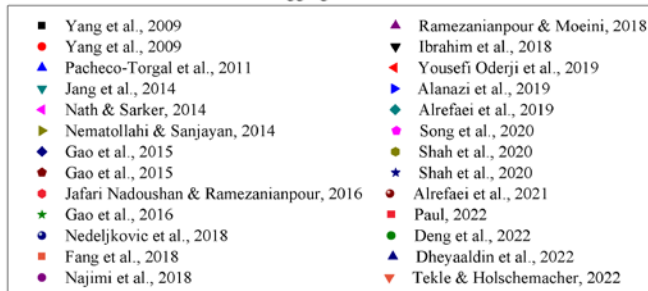 Yang et al., 2009
Yang et al., 2009
Pacheco-Torgal et al., 2011
Jang et al., 2014
Nath & Sarker, 2014
Nematollahi & Sanjayan, 2014
Gao et al., 2015
Gao et al., 2015
Jafari Nadoushan & Ramezanianpour, 2016
Gao et al., 2016
Nedeljkovic et al., 2018
Fang et al., 2018
Najimi et al., 2018
Ramezanianpour & Moeini, 2018
Ibrahim et al., 2018
Yousefi Oderji et al., 2019
Alanazi et al., 2019
Alrefaei et al., 2019
Song et al., 2020
Shah et al., 2020
Shah et al., 2020
Alrefaei et al., 2021
Paul, 2022
Deng et al., 2022
Dheyaaldin et al., 2022
Tekle & Holschemacher, 2022